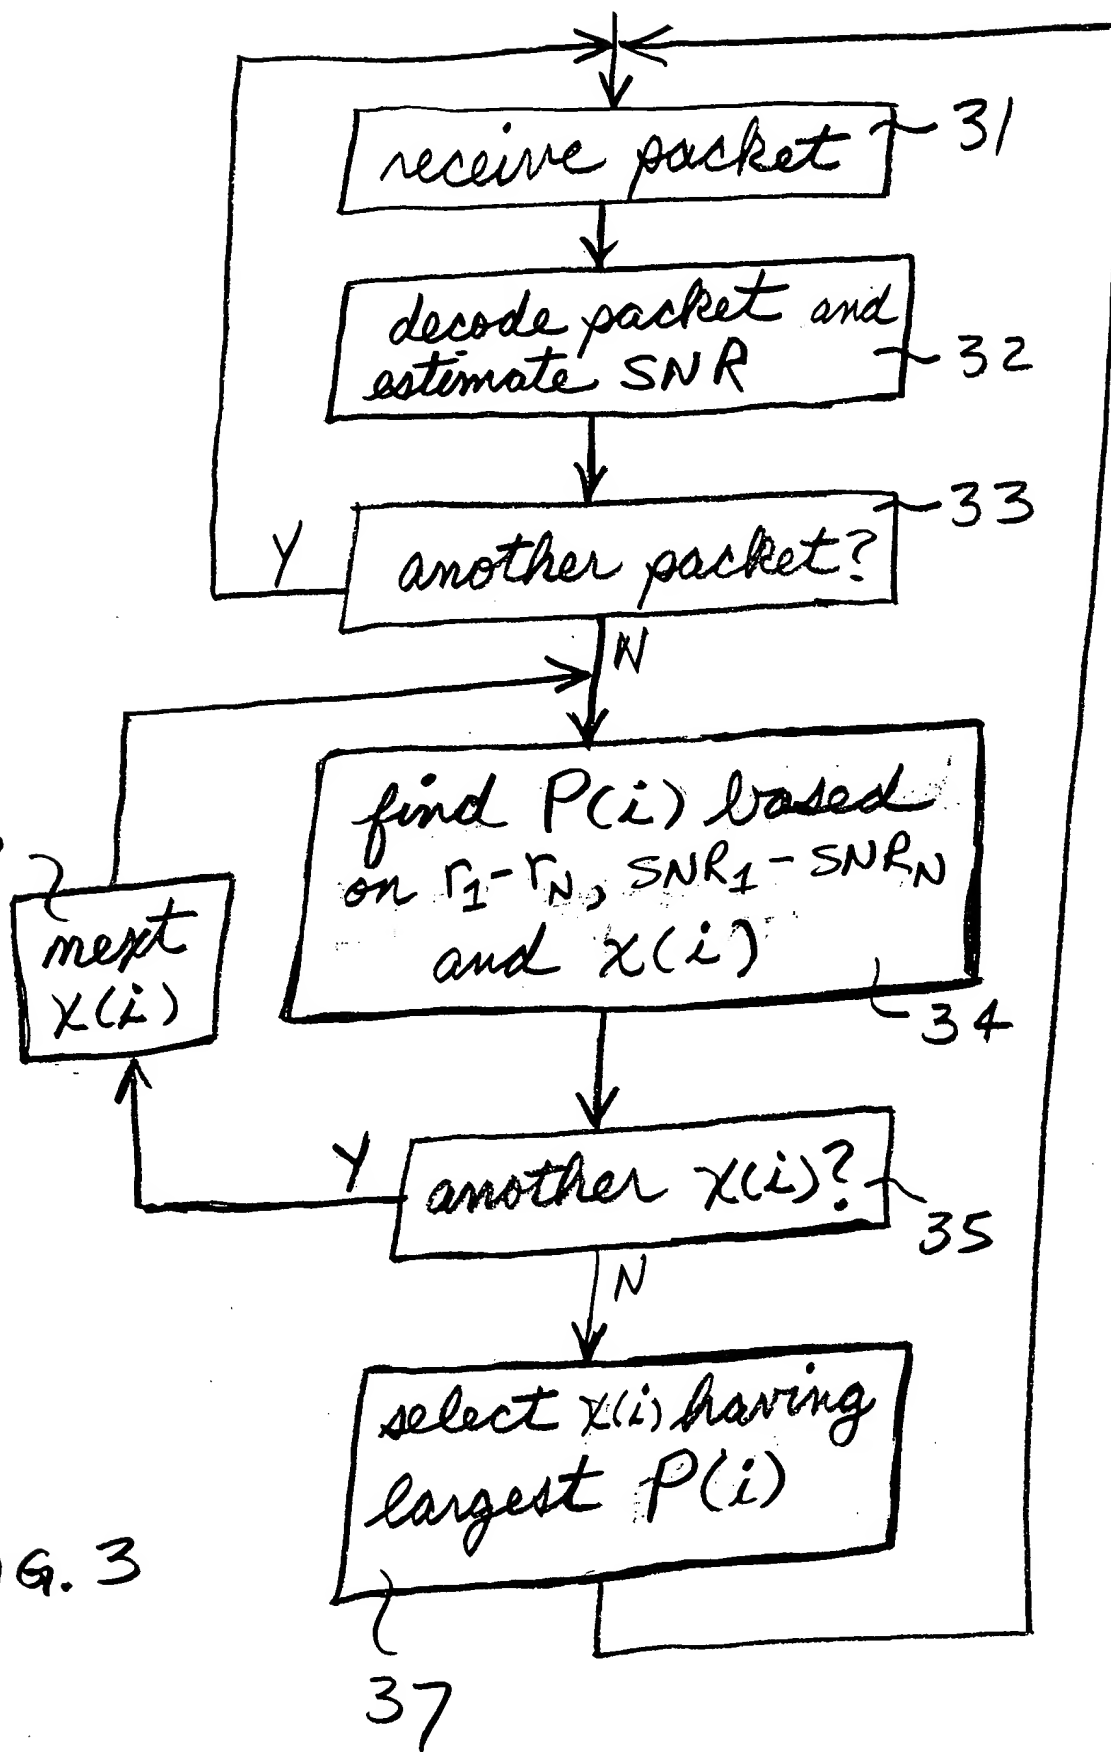 receive packet
31
decode packet and
estimate SNR
32
another packet?
33
Y
N
find P(i) based
on r1-rN, SNR1-SNRN
and x(i)
34
next
x(i)
another x(i)?
35
Y
N
select x(i) having
largest P(i)
37
G. 3